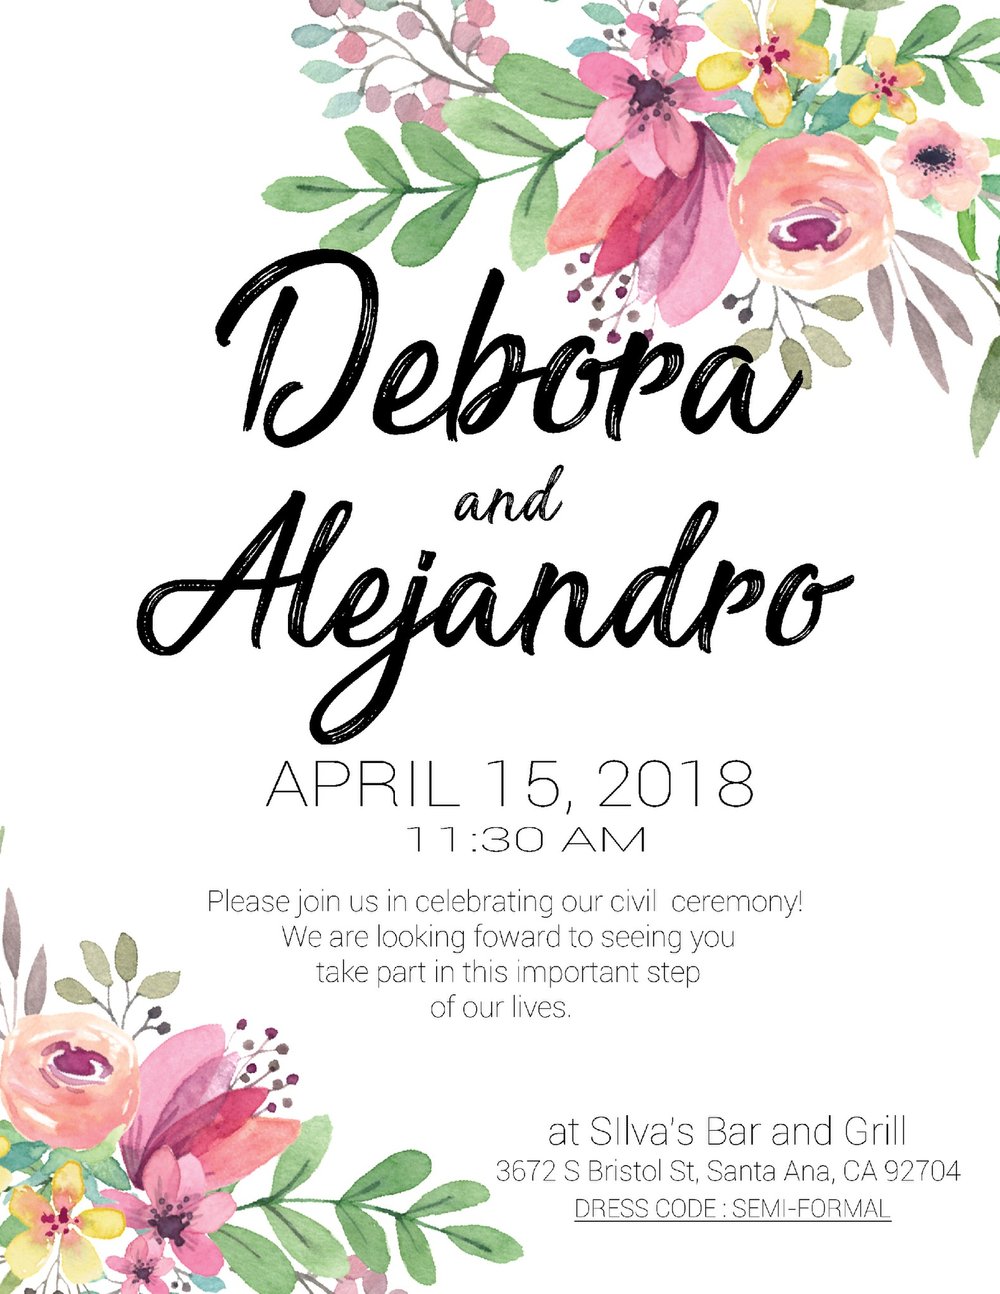 Debora
and
Alejandro
APRIL 15, 2018
11:30 AM
Please join us in celebrating our civil ceremony!
We are looking foward to seeing you
take part in this important step
of our lives.
at SIlva's Bar and Grill
3672 S Bristol St, Santa Ana, CA 92704
DRESS CODE : SEMI-FORMAL